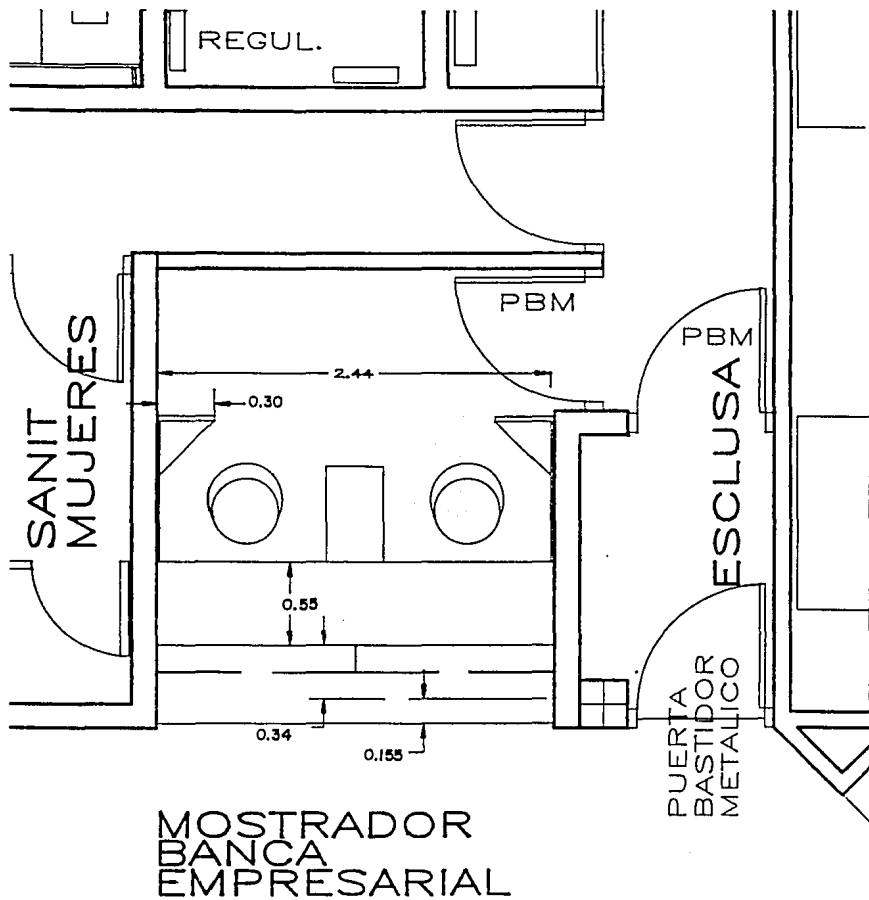 REGUL.
PBM
PBM
2.44
0.30
SANIT
MUJERES
ESCLUSA
0.55
0.34
0.155
PUERTA
BASTIDOR
METALICO
MOSTRADOR
BANCA
EMPRESARIAL